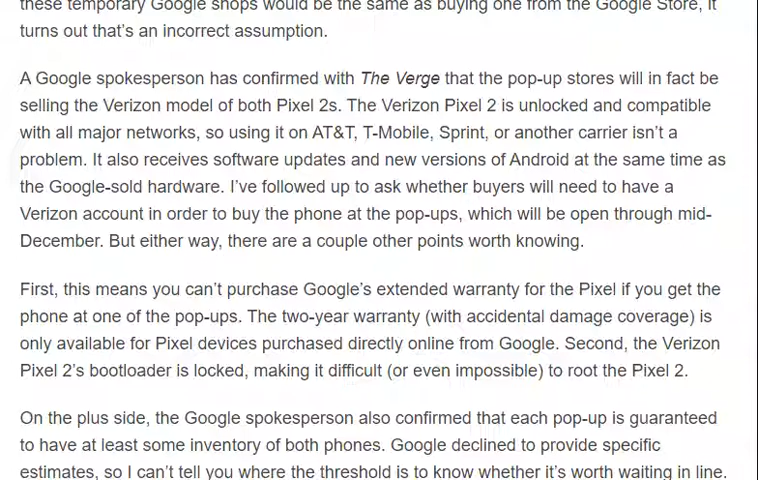 these temporary Google shops would be the same as buying one from the Google Store, it
turns out that's an incorrect assumption.
A Google spokesperson has confirmed with The Verge that the pop-up stores will in fact be
selling the Verizon model of both Pixel 2s. The Verizon Pixel 2 is unlocked and compatible
with all major networks, so using it on AT&T, T-Mobile, Sprint, or another carrier isn't a
problem. It also receives software updates and new versions of Android at the same time as
the Google-sold hardware. I've followed up to ask whether buyers will need to have a
Verizon account in order to buy the phone at the pop-ups, which will be open through mid-
December. But either way, there are a couple other points worth knowing.
First, this means you can't purchase Google's extended warranty for the Pixel if you get the
phone at one of the pop-ups. The two-year warranty (with accidental damage coverage) is
only available for Pixel devices purchased directly online from Google. Second, the Verizon
Pixel 2's bootloader is locked, making it difficult (or even impossible) to root the Pixel 2.
On the plus side, the Google spokesperson also confirmed that each pop-up is guaranteed
to have at least some inventory of both phones. Google declined to provide specific
estimates, so I can't tell you where the threshold is to know whether it's worth waiting in line.